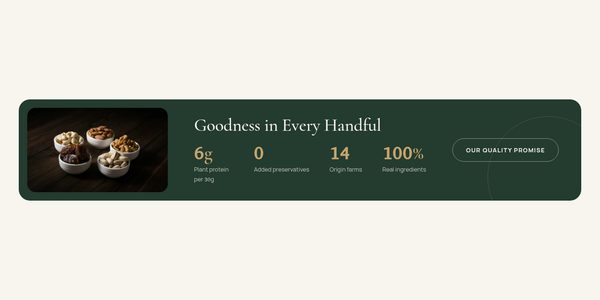 Goodness in Every Handful
6g
Plant protein
per 30g
0
Added preservatives
14
Origin farms
100%
Real ingredients
OUR QUALITY PROMISE